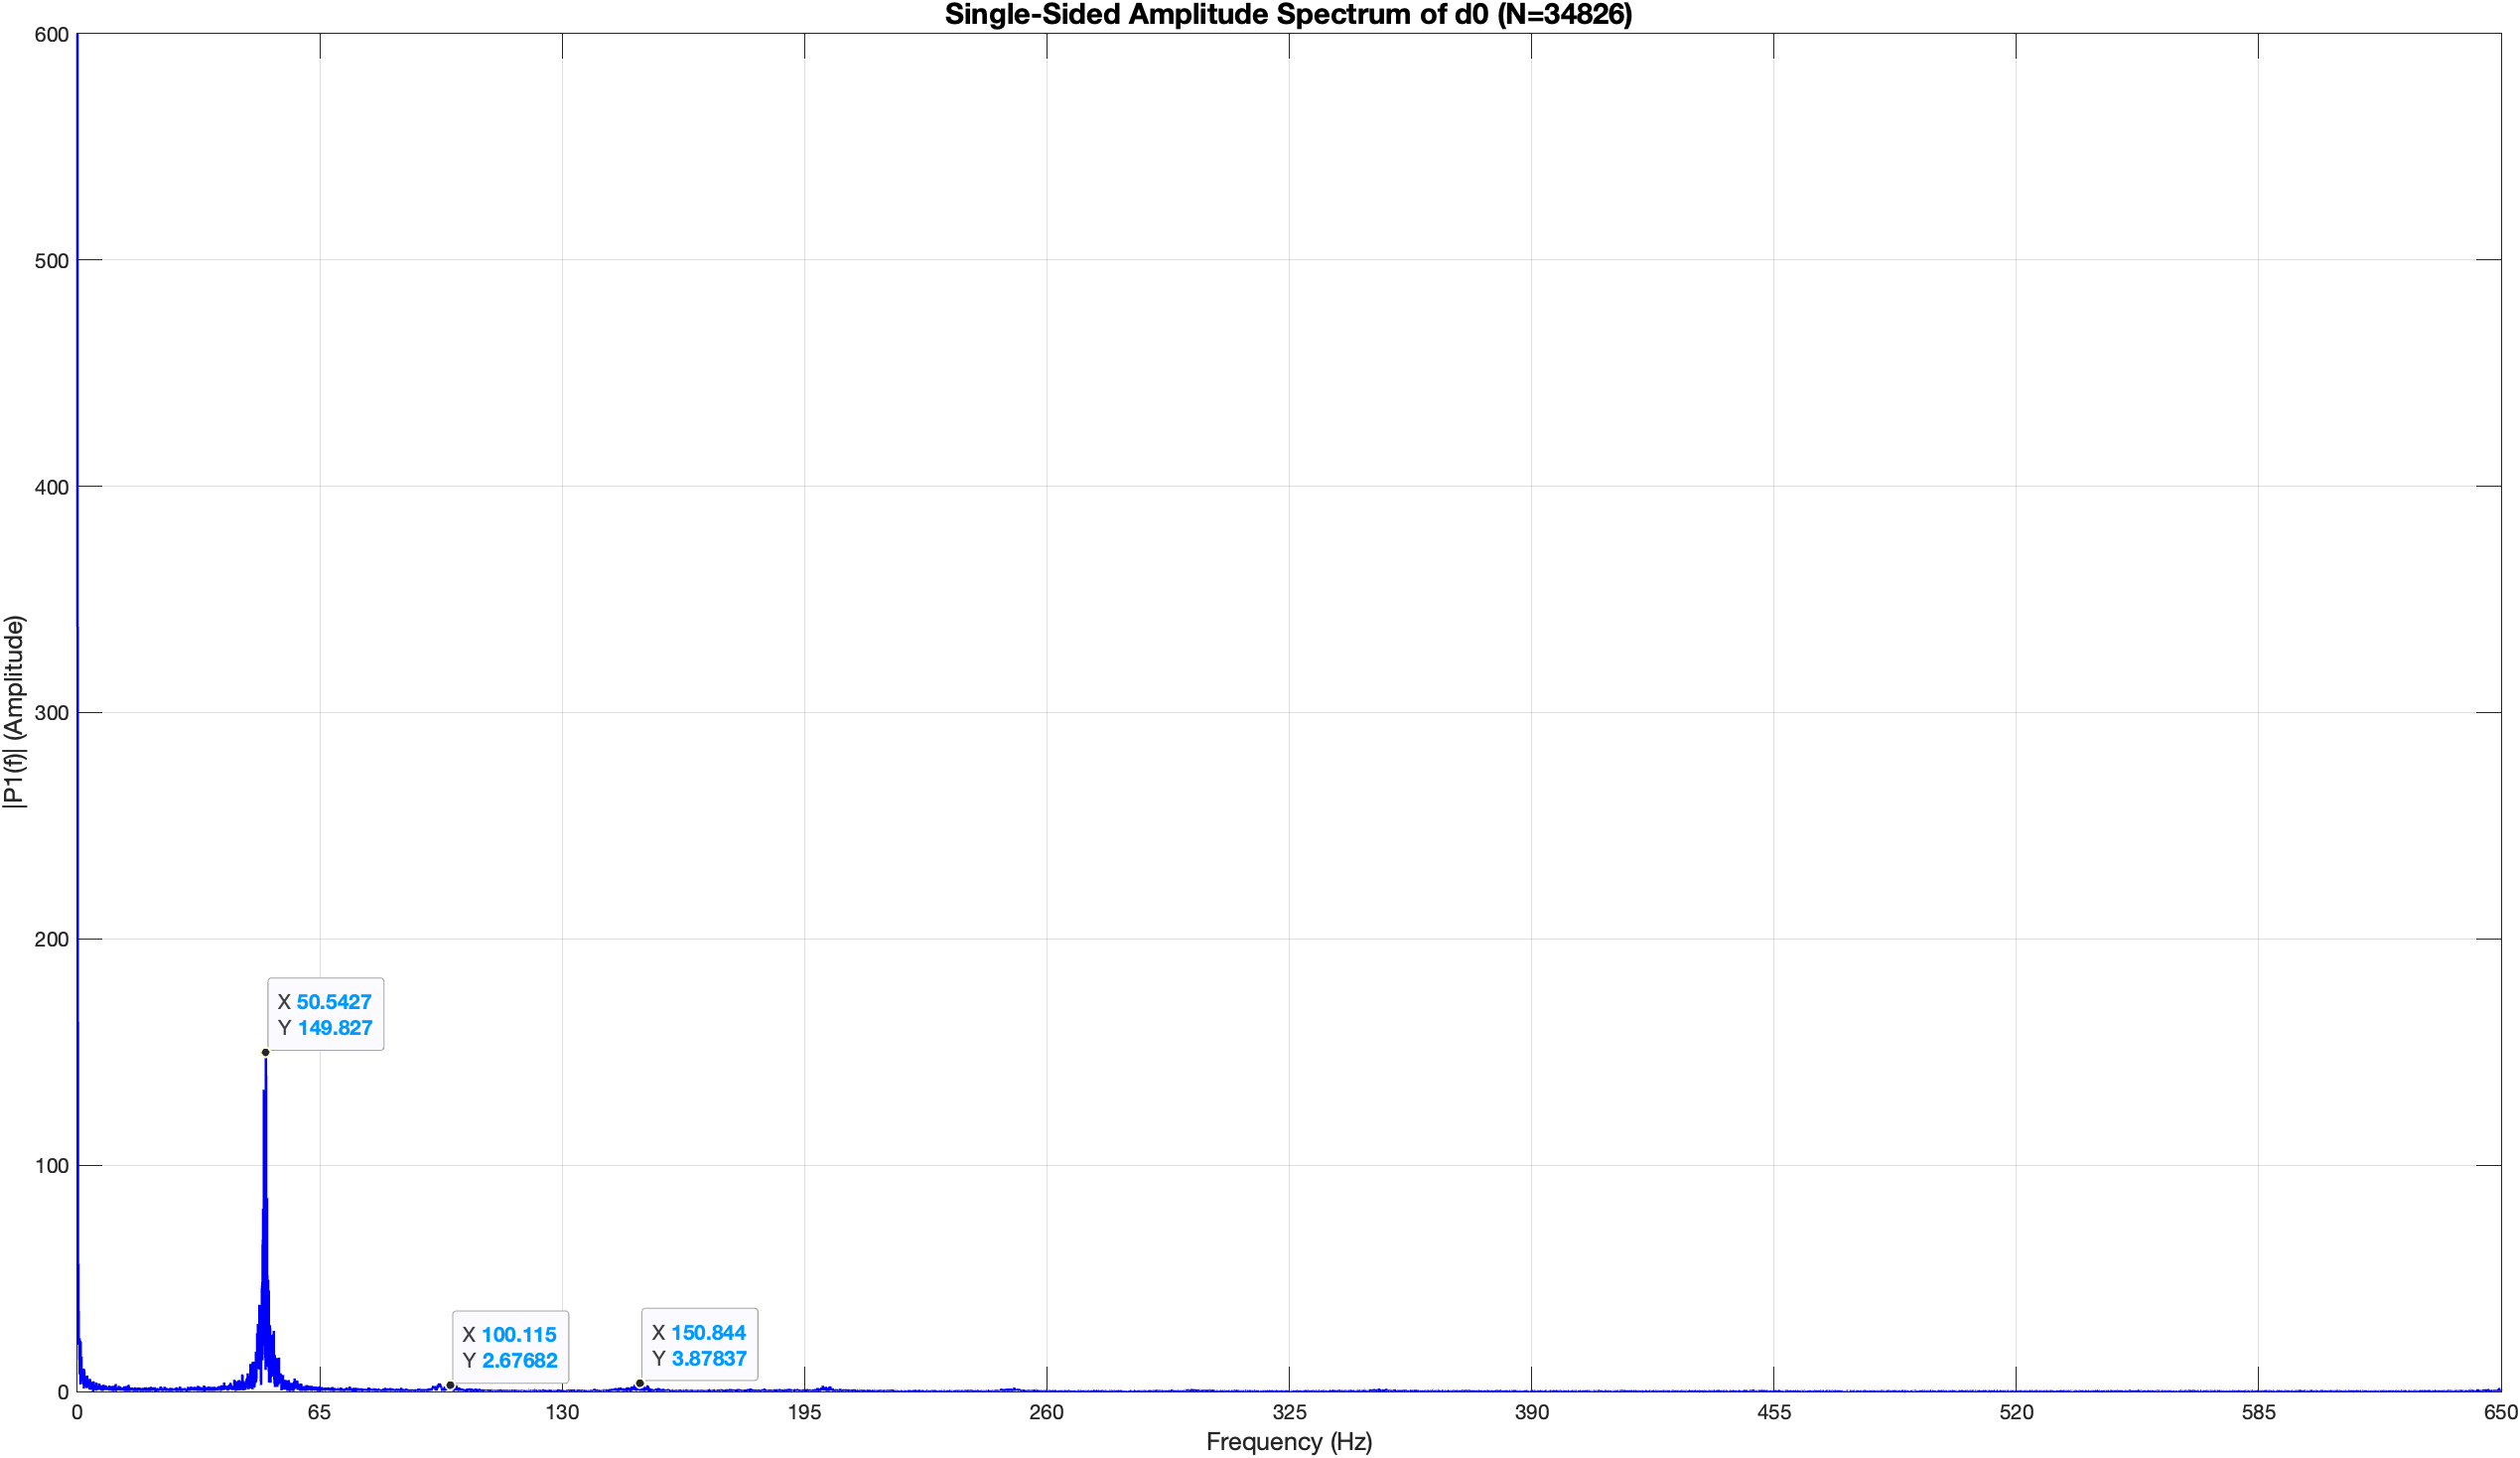 Single-Sided Amplitude Spectrum of d0 (N=34826)
600
500
400
300
200
100
0
|P1(f)| (Amplitude)
X 50.5427
Y 149.827
X 100.115
Y 2.67682
X 150.844
Y 3.87837
0 65 130 195 260 325 390 455 520 585 650
Frequency (Hz)